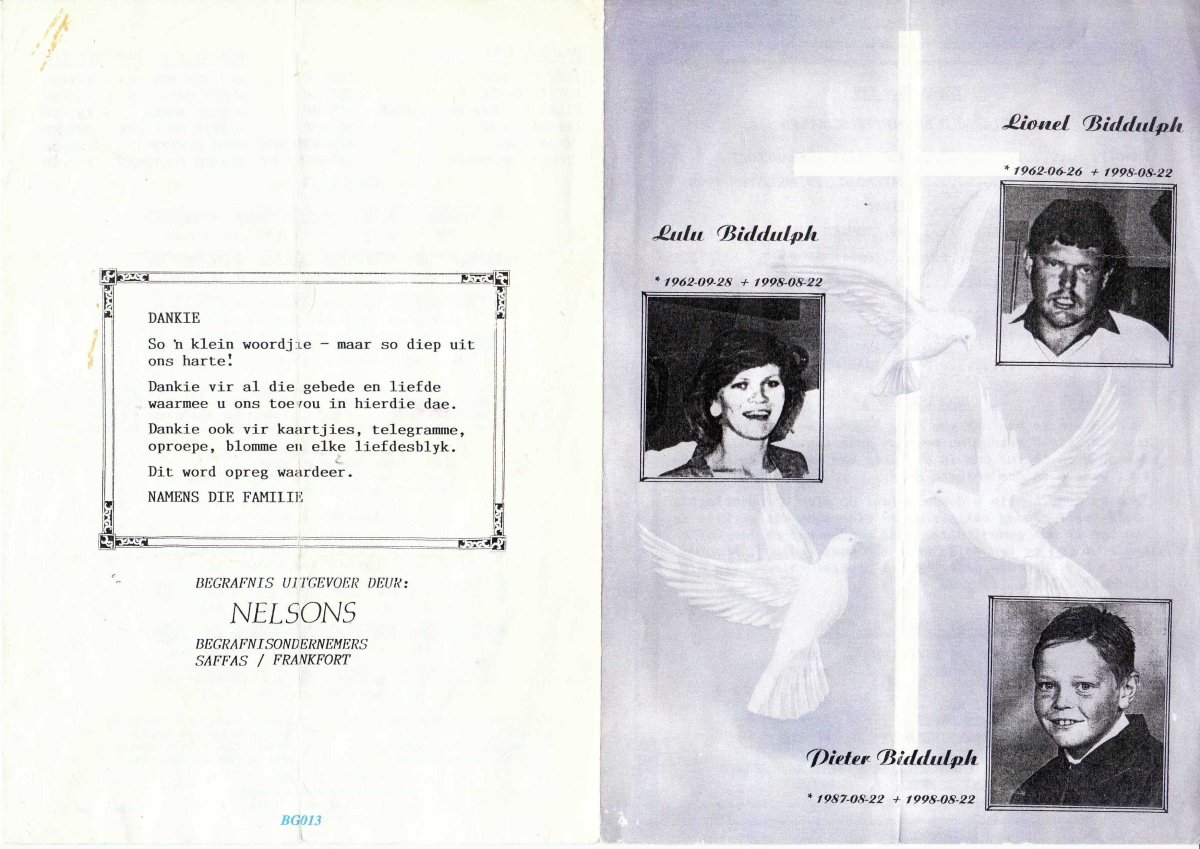 DANKIE
So 'n klein woordjie - maar so diep uit
ons harte!
Dankie vir al die gebede en liefde
waarmee u ons toevou in hierdie dae.
Dankie ook vir kaartjies, telegramme,
oproepe, blomme en elke liefdesblyk.
Dit word opreg waardeer.
NAMENS DIE FAMILIE
BEGRAFNIS UITGEVOER DEUR:
NELSONS
BEGRAFNISONDERNEMERS
SAFFAS / FRANKFORT
BG013
Lionel Biddulph
* 1962-06-26 + 1998-08-22
Lulu Biddulph
* 1962-09-28 + 1998-08-22
Pieter Biddulph
* 1987-08-22 + 1998-08-22